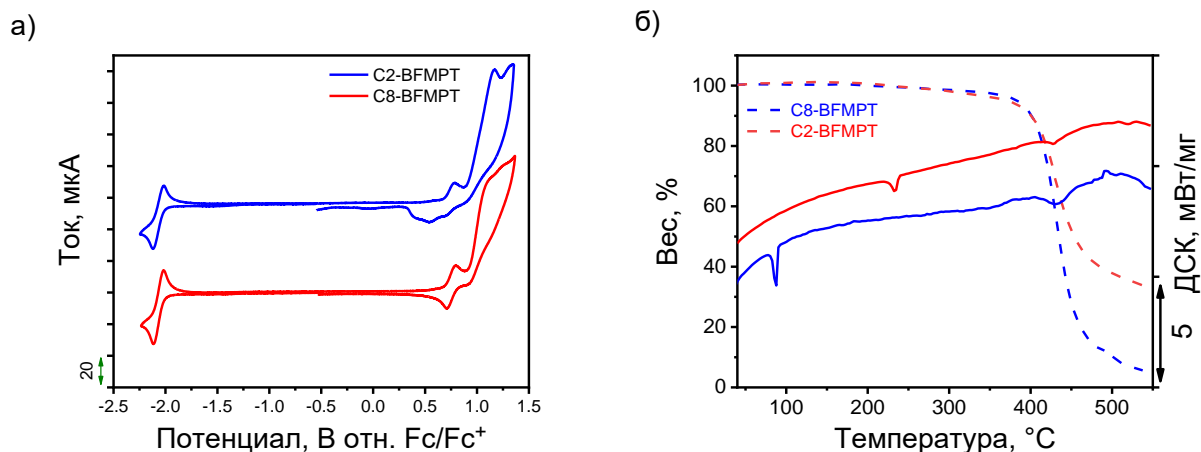 а)
C2-BFMPT
C8-BFMPT
Ток, мкА
20
-2.5 -2.0 -1.5 -1.0 -0.5 0.0 0.5 1.0 1.5
Потенциал, В отн. Fc/Fc⁺
б)
100
80
60
40
20
0
C8-BFMPT
C2-BFMPT
Вес, %
100 200 300 400 500
Температура, °C
ДСК, мВт/мг
5